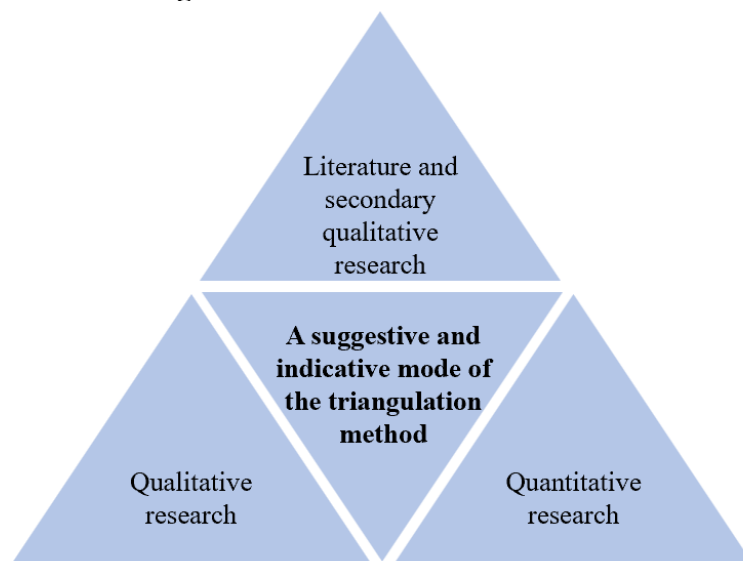 Literature and
secondary
qualitative
research
A suggestive and
indicative mode of
the triangulation
method
Qualitative
research
Quantitative
research